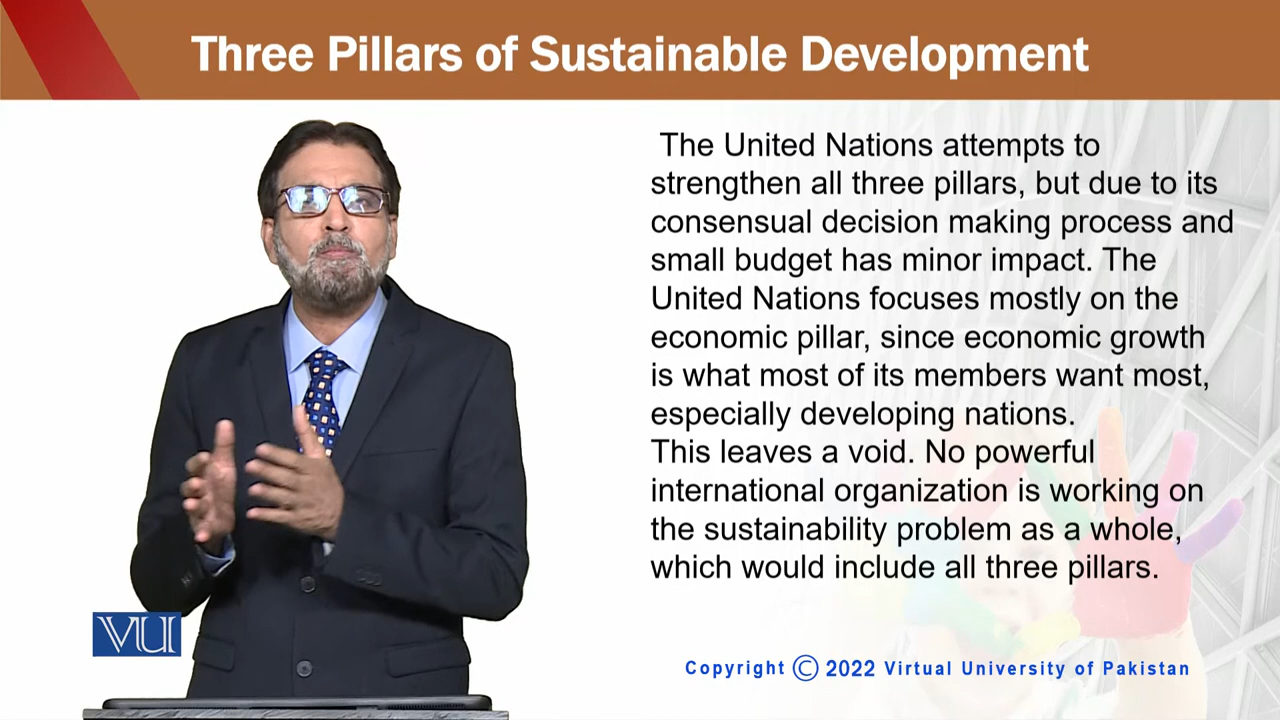 Three Pillars of Sustainable Development
The United Nations attempts to
strengthen all three pillars, but due to its
consensual decision making process and
small budget has minor impact. The
United Nations focuses mostly on the
economic pillar, since economic growth
is what most of its members want most,
especially developing nations.
This leaves a void. No powerful
international organization is working on
the sustainability problem as a whole,
which would include all three pillars.
VU
Copyright © 2022 Virtual University of Pakistan